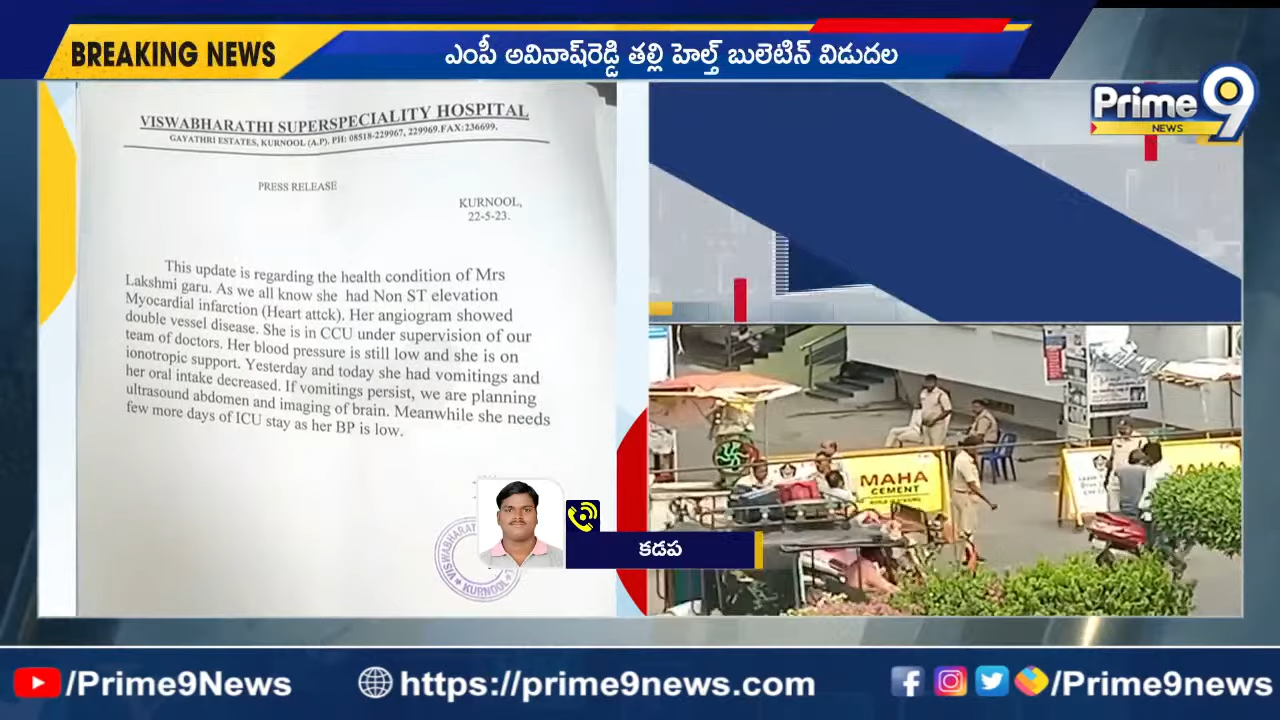 BREAKING NEWS
ఎంపీ అవినాష్‌రెడ్డి తల్లి హెల్త్ బులెటిన్ విడుదల
Prime9
NEWS
VISWABHARATHI SUPERSPECIALITY HOSPITAL
GAYATHRI ESTATES, KURNOOL (A.P). PH: 08518-229967, 229969.FAX:236699.
PRESS RELEASE
KURNOOL,
22-5-23.
This update is regarding the health condition of Mrs
Lakshmi garu. As we all know she had Non ST elevation
Myocardial infarction (Heart attck). Her angiogram showed
double vessel disease. She is in CCU under supervision of our
team of doctors. Her blood pressure is still low and she is on
ionotropic support. Yesterday and today she had vomitings and
her oral intake decreased. If vomitings persist, we are planning
ultrasound abdomen and imaging of brain. Meanwhile she needs
few more days of ICU stay as her BP is low.
KURNOOL
కడప
MAHA
CEMENT
MAHA
/Prime9News
https://prime9news.com
/Prime9news